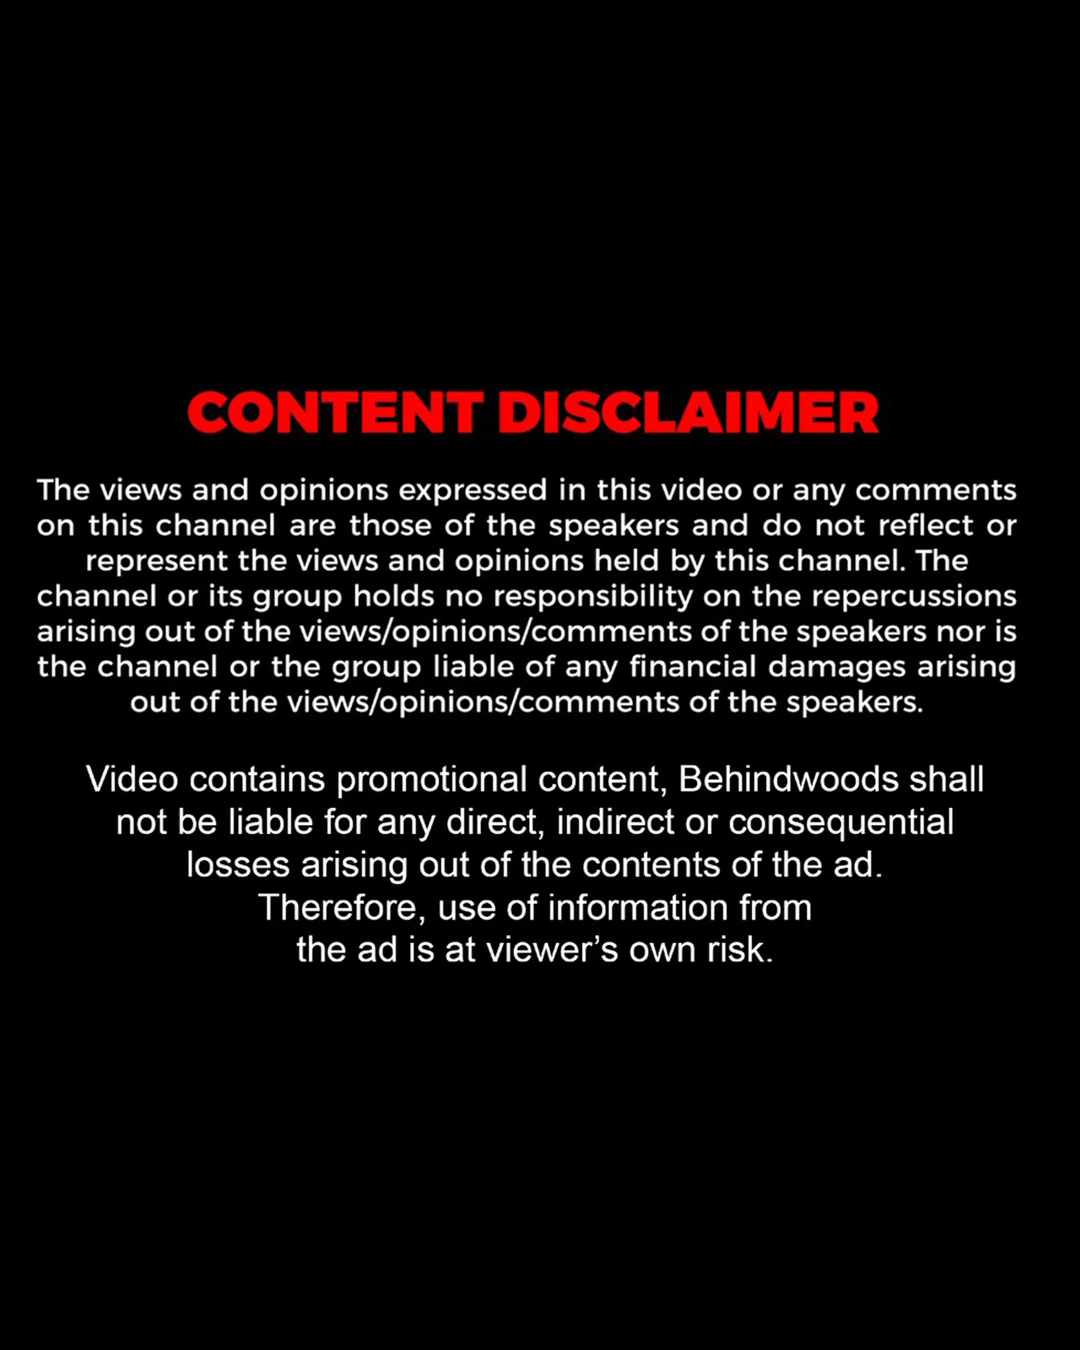 CONTENT DISCLAIMER
The views and opinions expressed in this video or any comments
on this channel are those of the speakers and do not reflect or
represent the views and opinions held by this channel. The
channel or its group holds no responsibility on the repercussions
arising out of the views/opinions/comments of the speakers nor is
the channel or the group liable of any financial damages arising
out of the views/opinions/comments of the speakers.
Video contains promotional content, Behindwoods shall
not be liable for any direct, indirect or consequential
losses arising out of the contents of the ad.
Therefore, use of information from
the ad is at viewer’s own risk.